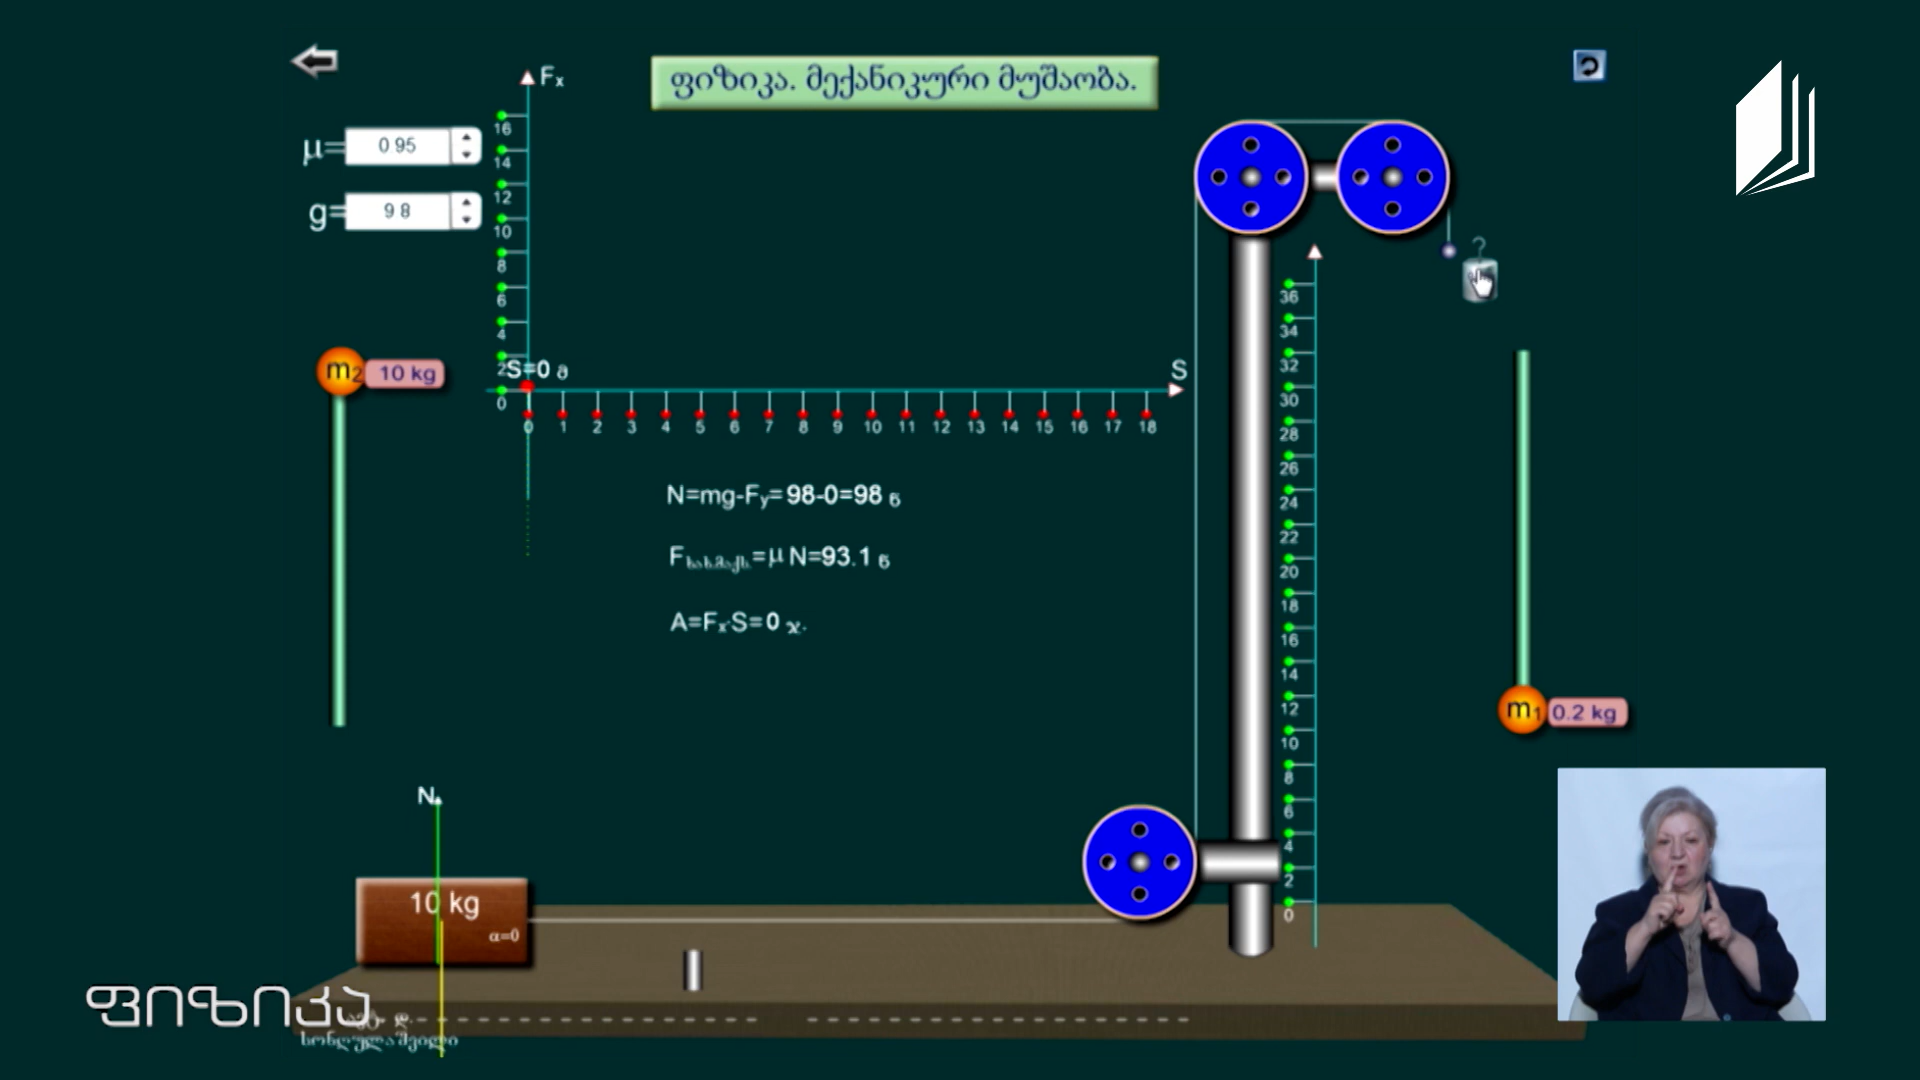 ფიზიკა. მექანიკური მუშაობა.
Fx
μ= 0 95
g= 9 8
16
14
12
10
8
6
4
2
0
S=0 მ
S
0 1 2 3 4 5 6 7 8 9 10 11 12 13 14 15 16 17 18
m2 10 kg
N=mg-Fy=98-0=98 ნ
Fხახ.მაქს.=μ N=93.1 ნ
A=Fx·S=0 ჯ.
?
36
34
32
30
28
26
24
22
20
18
16
14
12
10
8
6
4
2
0
m1 0.2 kg
N
10 kg
α=0
ფიზიკა